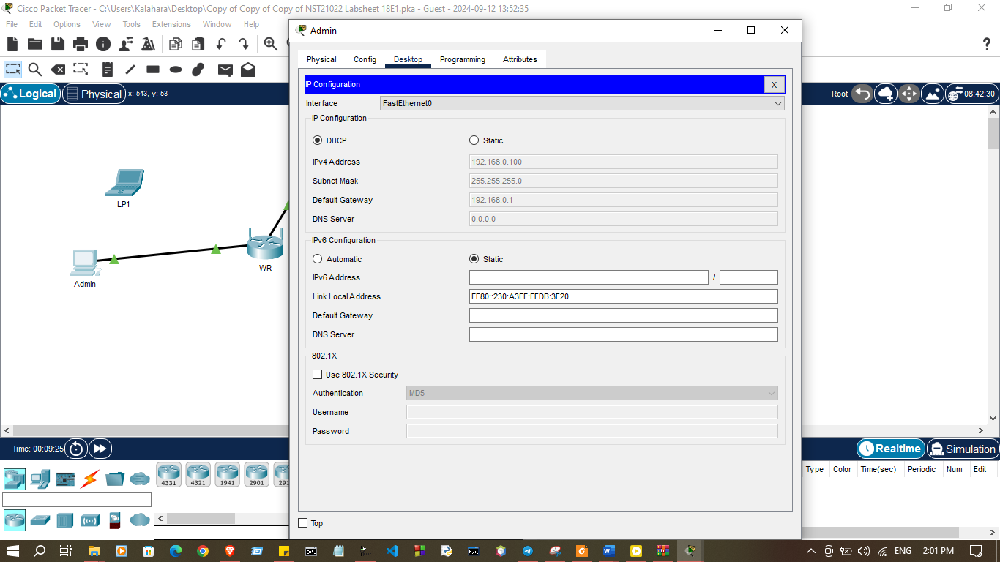 Cisco Packet Tracer - C:\Users\Kalahara\Desktop\Copy of Copy of Copy of NST21022 Labsheet 18E1.pka - Guest - 2024-09-12 13:52:35
File Edit Options View Tools Extensions Window Help
Admin
Physical Config Desktop Programming Attributes
Logical Physical x: 543, y: 53
Root 08:42:30
IP Configuration X
Interface FastEthernet0
IP Configuration
DHCP Static
IPv4 Address 192.168.0.100
Subnet Mask 255.255.255.0
Default Gateway 192.168.0.1
DNS Server 0.0.0.0
IPv6 Configuration
Automatic Static
IPv6 Address /
Link Local Address FE80::230:A3FF:FEDB:3E20
Default Gateway
DNS Server
802.1X
Use 802.1X Security
Authentication MD5
Username
Password
Top
LP1
WR
Admin
Time: 00:09:25
Realtime Simulation
4331 4321 1941 2901 291
Type Color Time(sec) Periodic Num Edit
ENG 2:01 PM